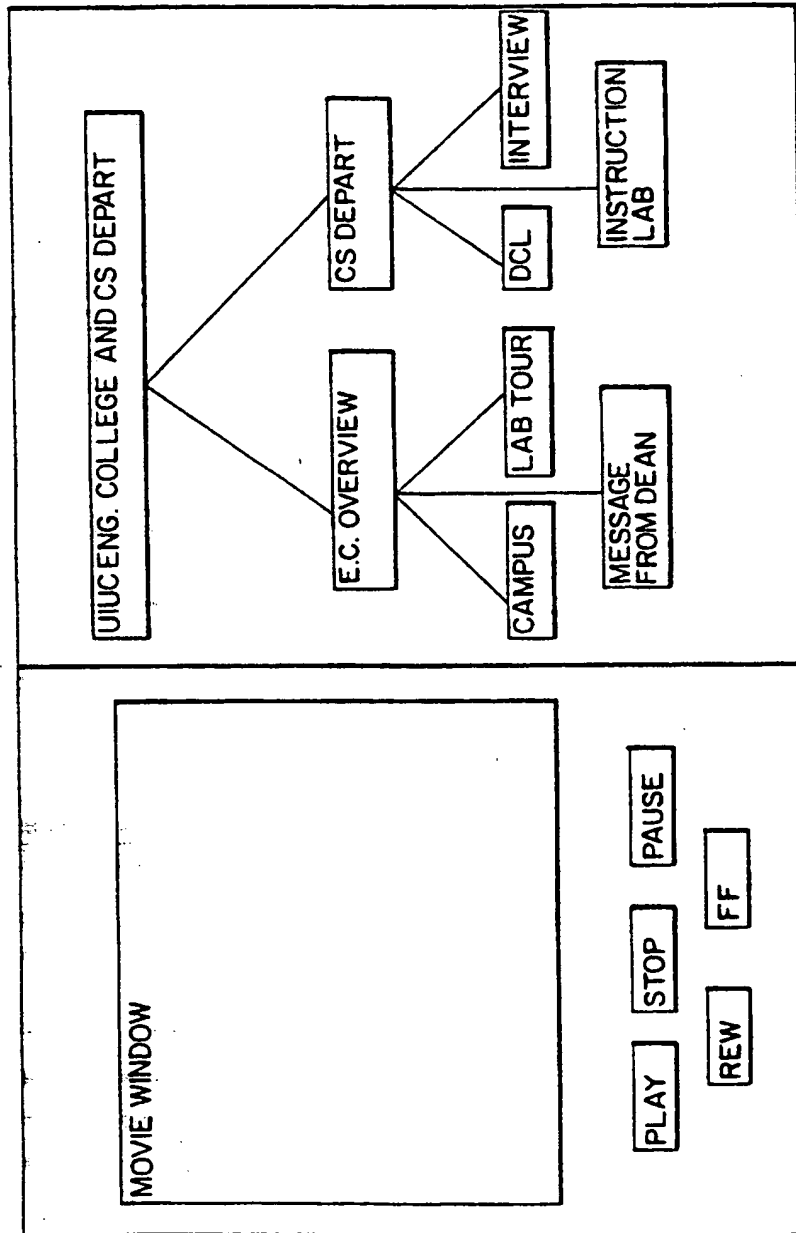 MOVIE WINDOW
PLAY
STOP
PAUSE
REW
FF
UIUC ENG. COLLEGE AND CS DEPART
E.C. OVERVIEW
CS DEPART
CAMPUS
LAB TOUR
DCL
INTERVIEW
MESSAGE
FROM DEAN
INSTRUCTION
LAB